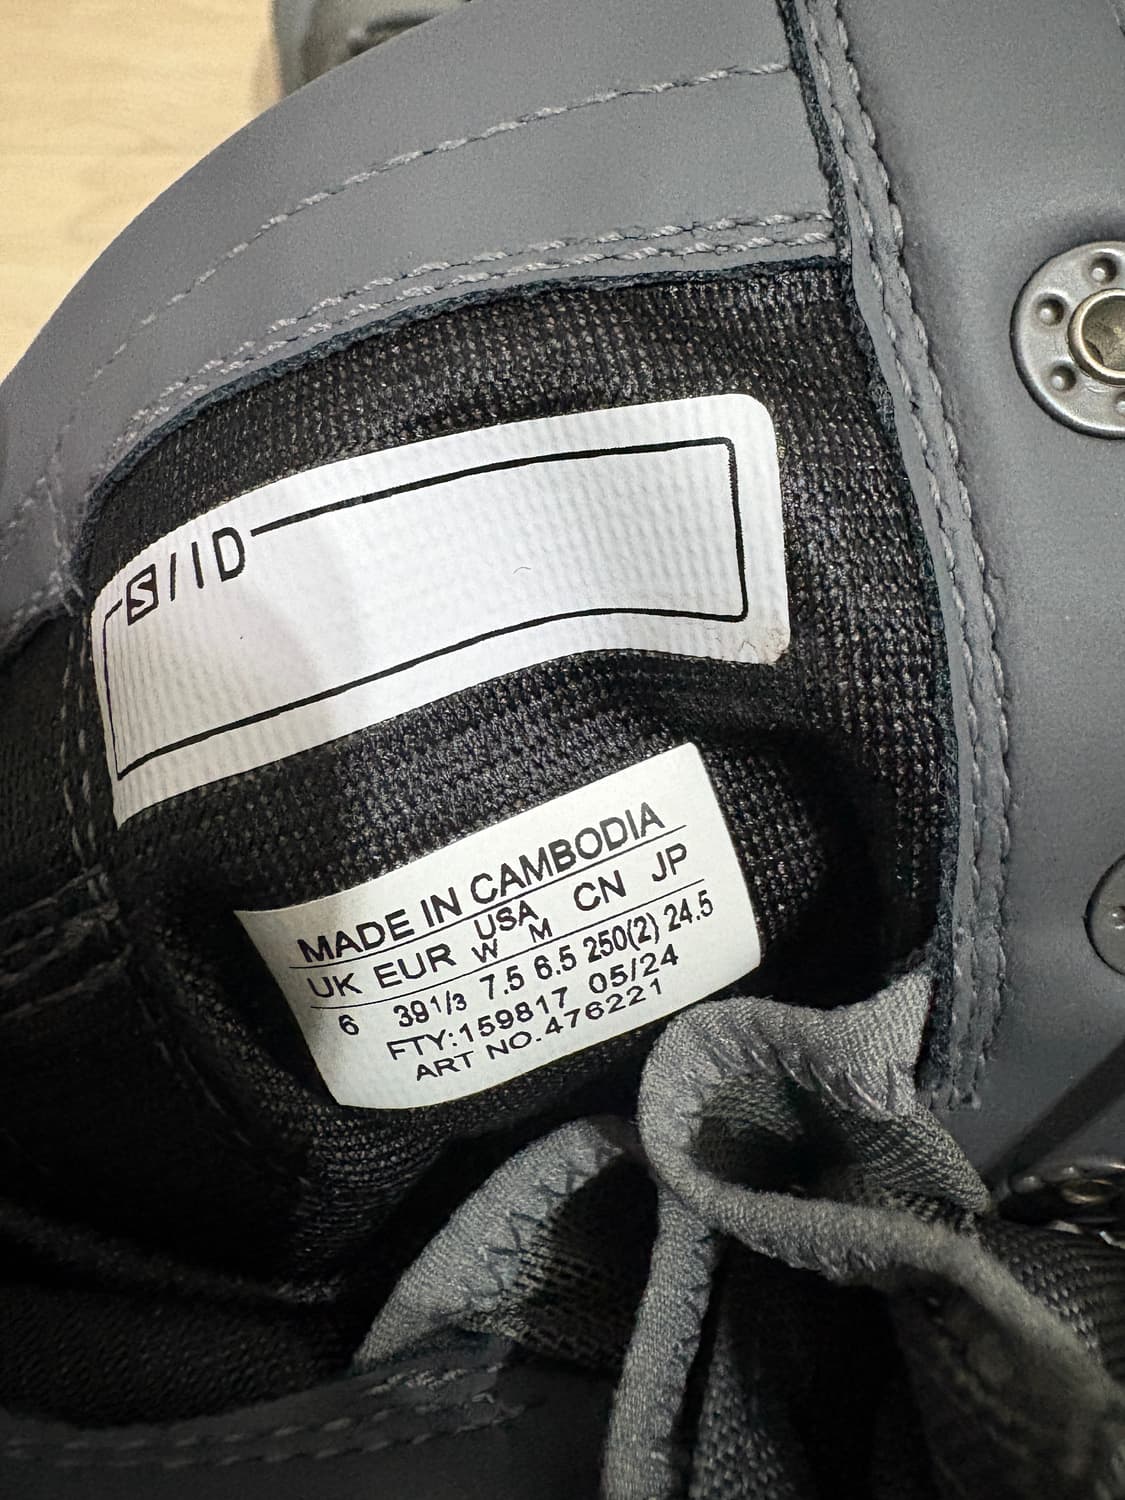 S/ID
MADE IN CAMBODIA
UK EUR USA W M CN JP
6 39 1/3 7.5 6.5 250(2) 24.5
FTY:159817 05/24
ART NO.476221